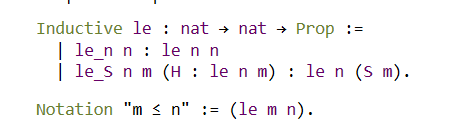 Inductive le : nat → nat → Prop :=
| le_n n : le n n
| le_S n m (H : le n m) : le n (S m).
Notation "m ≤ n" := (le m n).